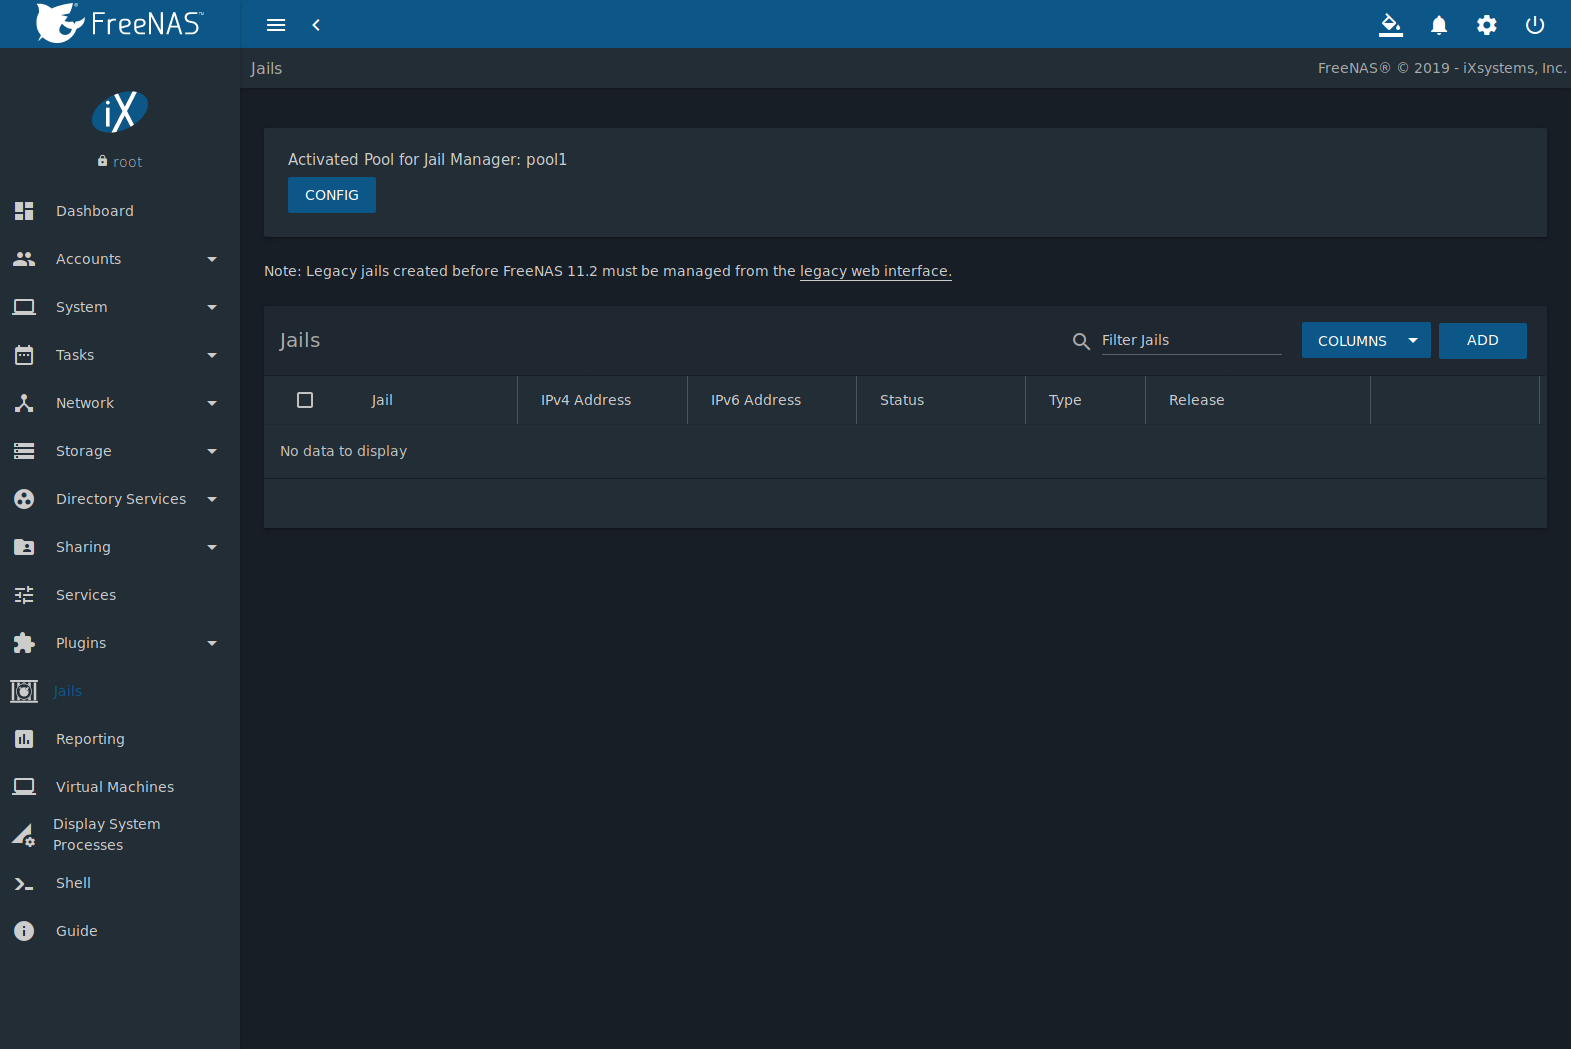 FreeNAS™
Jails
FreeNAS® © 2019 - iXsystems, Inc.
iX
root
Dashboard
Accounts
System
Tasks
Network
Storage
Directory Services
Sharing
Services
Plugins
Jails
Reporting
Virtual Machines
Display System
Processes
Shell
Guide
Activated Pool for Jail Manager: pool1
CONFIG
Note: Legacy jails created before FreeNAS 11.2 must be managed from the legacy web interface.
Jails
Filter Jails
COLUMNS
ADD
Jail IPv4 Address IPv6 Address Status Type Release
No data to display